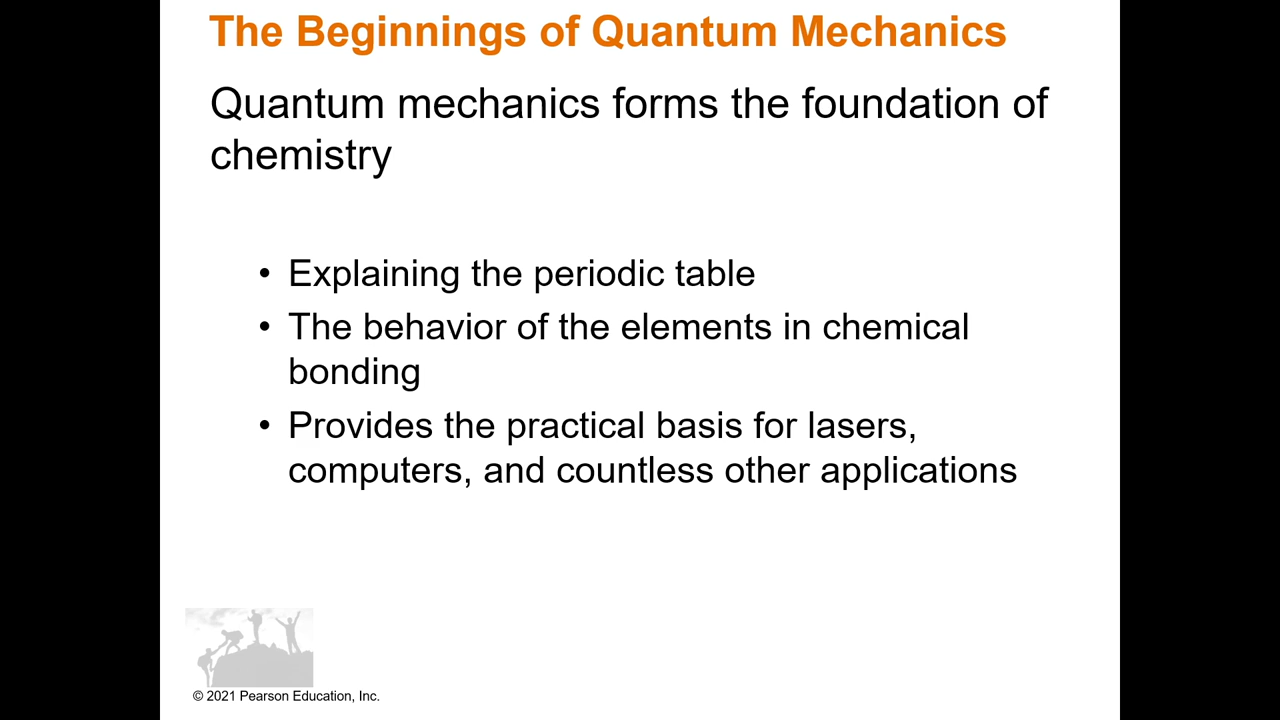 The Beginnings of Quantum Mechanics
Quantum mechanics forms the foundation of
chemistry
• Explaining the periodic table
• The behavior of the elements in chemical
bonding
• Provides the practical basis for lasers,
computers, and countless other applications
© 2021 Pearson Education, Inc.